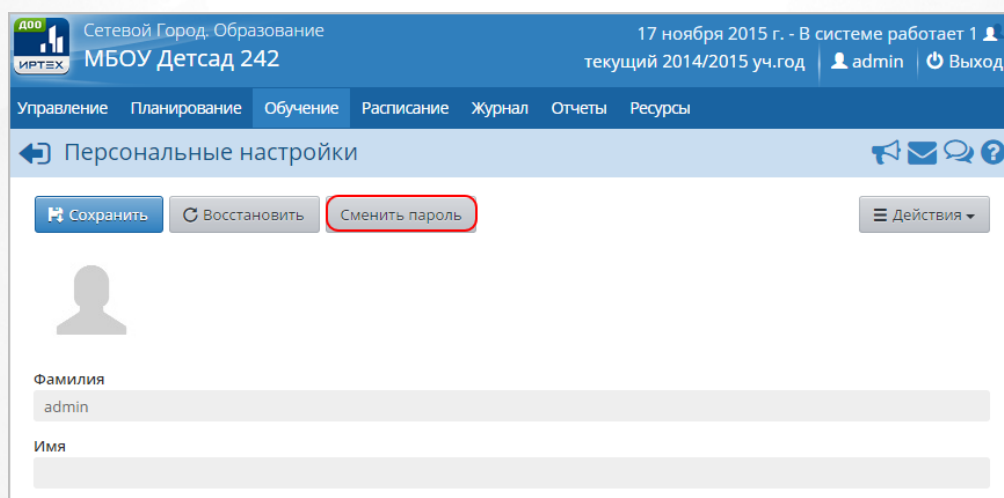 ДОО
ИРТЕХ
Сетевой Город. Образование
МБОУ Детсад 242
17 ноября 2015 г. - В системе работает 1
текущий 2014/2015 уч.год admin Выход
Управление Планирование Обучение Расписание Журнал Отчеты Ресурсы
Персональные настройки
Сохранить Восстановить Сменить пароль Действия
Фамилия
admin
Имя